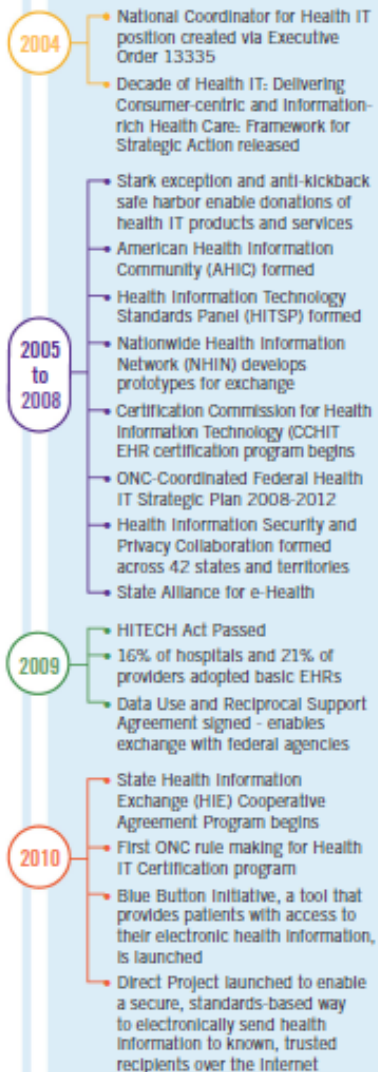 2004
National Coordinator for Health IT
position created via Executive
Order 13335
Decade of Health IT: Delivering
Consumer-centric and Information-
rich Health Care: Framework for
Strategic Action released
2005
to
2008
Stark exception and anti-kickback
safe harbor enable donations of
health IT products and services
American Health Information
Community (AHIC) formed
Health Information Technology
Standards Panel (HITSP) formed
Nationwide Health Information
Network (NHIN) develops
prototypes for exchange
Certification Commission for Health
Information Technology (CCHIT
EHR certification program begins
ONC-Coordinated Federal Health
IT Strategic Plan 2008-2012
Health Information Security and
Privacy Collaboration formed
across 42 states and territories
State Alliance for e-Health
2009
HITECH Act Passed
16% of hospitals and 21% of
providers adopted basic EHRs
Data Use and Reciprocal Support
Agreement signed - enables
exchange with federal agencies
2010
State Health Information
Exchange (HIE) Cooperative
Agreement Program begins
First ONC rule making for Health
IT Certification program
Blue Button Initiative, a tool that
provides patients with access to
their electronic health information,
is launched
Direct Project launched to enable
a secure, standards-based way
to electronically send health
information to known, trusted
recipients over the Internet